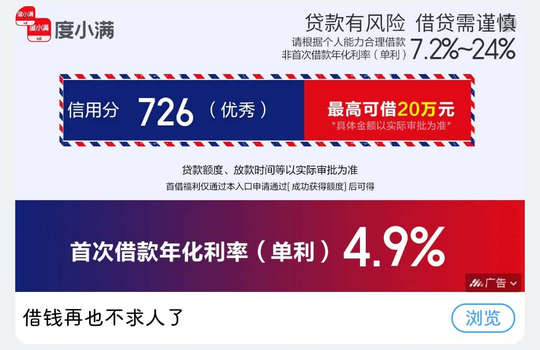 度小满
贷款有风险 借贷需谨慎
请根据个人能力合理借款
非首次借款年化利率（单利）
7.2%~24%
信用分 726（优秀）
最高可借20万元
*具体金额以实际审批为准*
贷款额度、放款时间等以实际审批为准
首借福利仅通过本入口申请通过[ 成功获得额度] 后可得
首次借款年化利率（单利）4.9%
广告
借钱再也不求人了
浏览